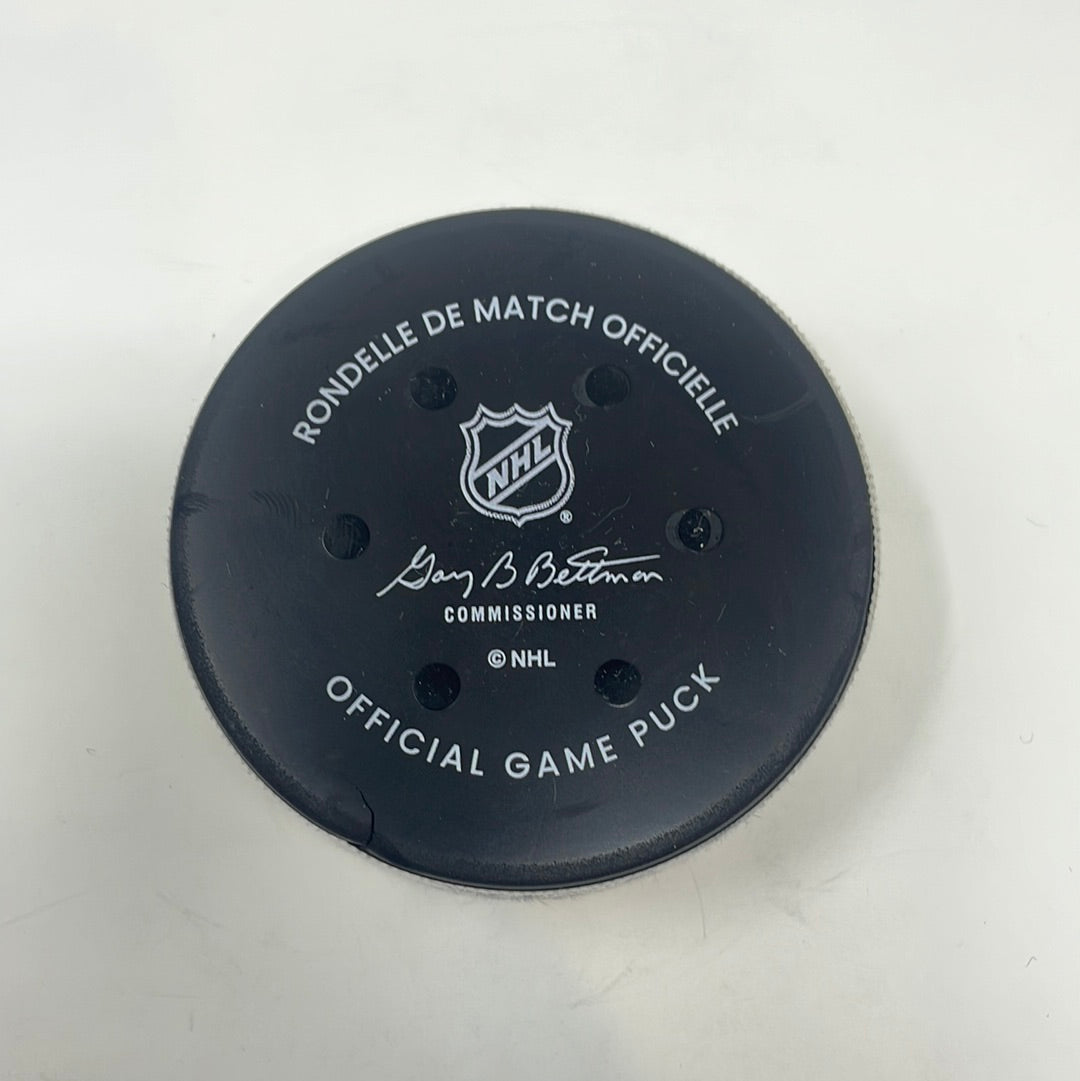 RONDELLE DE MATCH OFFICIELLE
NHL
®
Gary B Bettman
COMMISSIONER
© NHL
OFFICIAL GAME PUCK